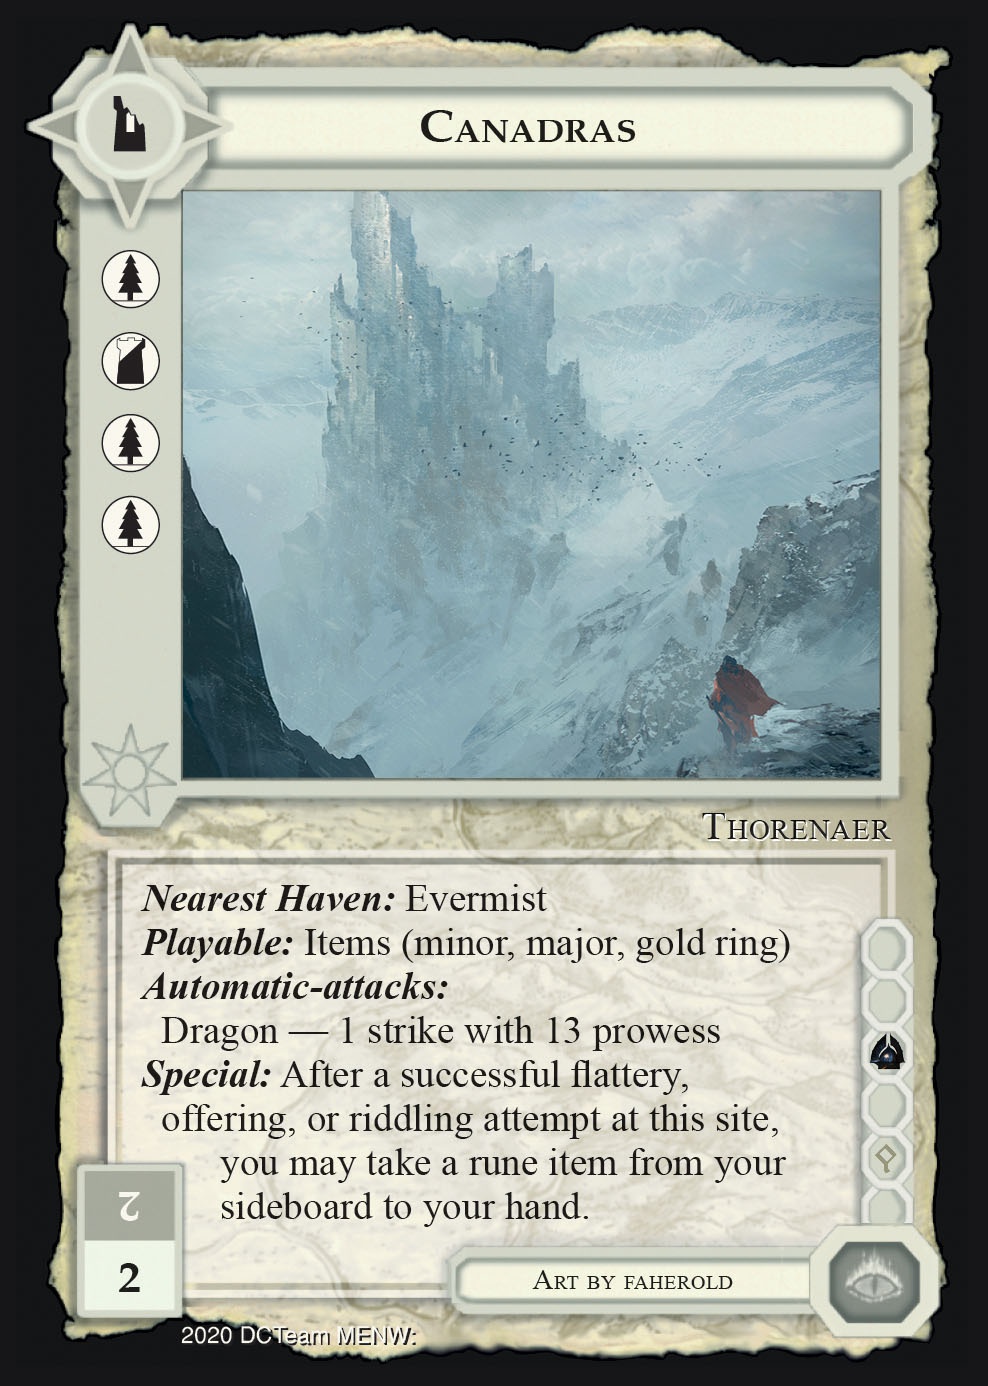 Canadras
Thorenaer
Nearest Haven: Evermist
Playable: Items (minor, major, gold ring)
Automatic-attacks:
Dragon — 1 strike with 13 prowess
Special: After a successful flattery,
offering, or riddling attempt at this site,
you may take a rune item from your
sideboard to your hand.
2
2
Art by faherold
2020 DCTeam MENW: